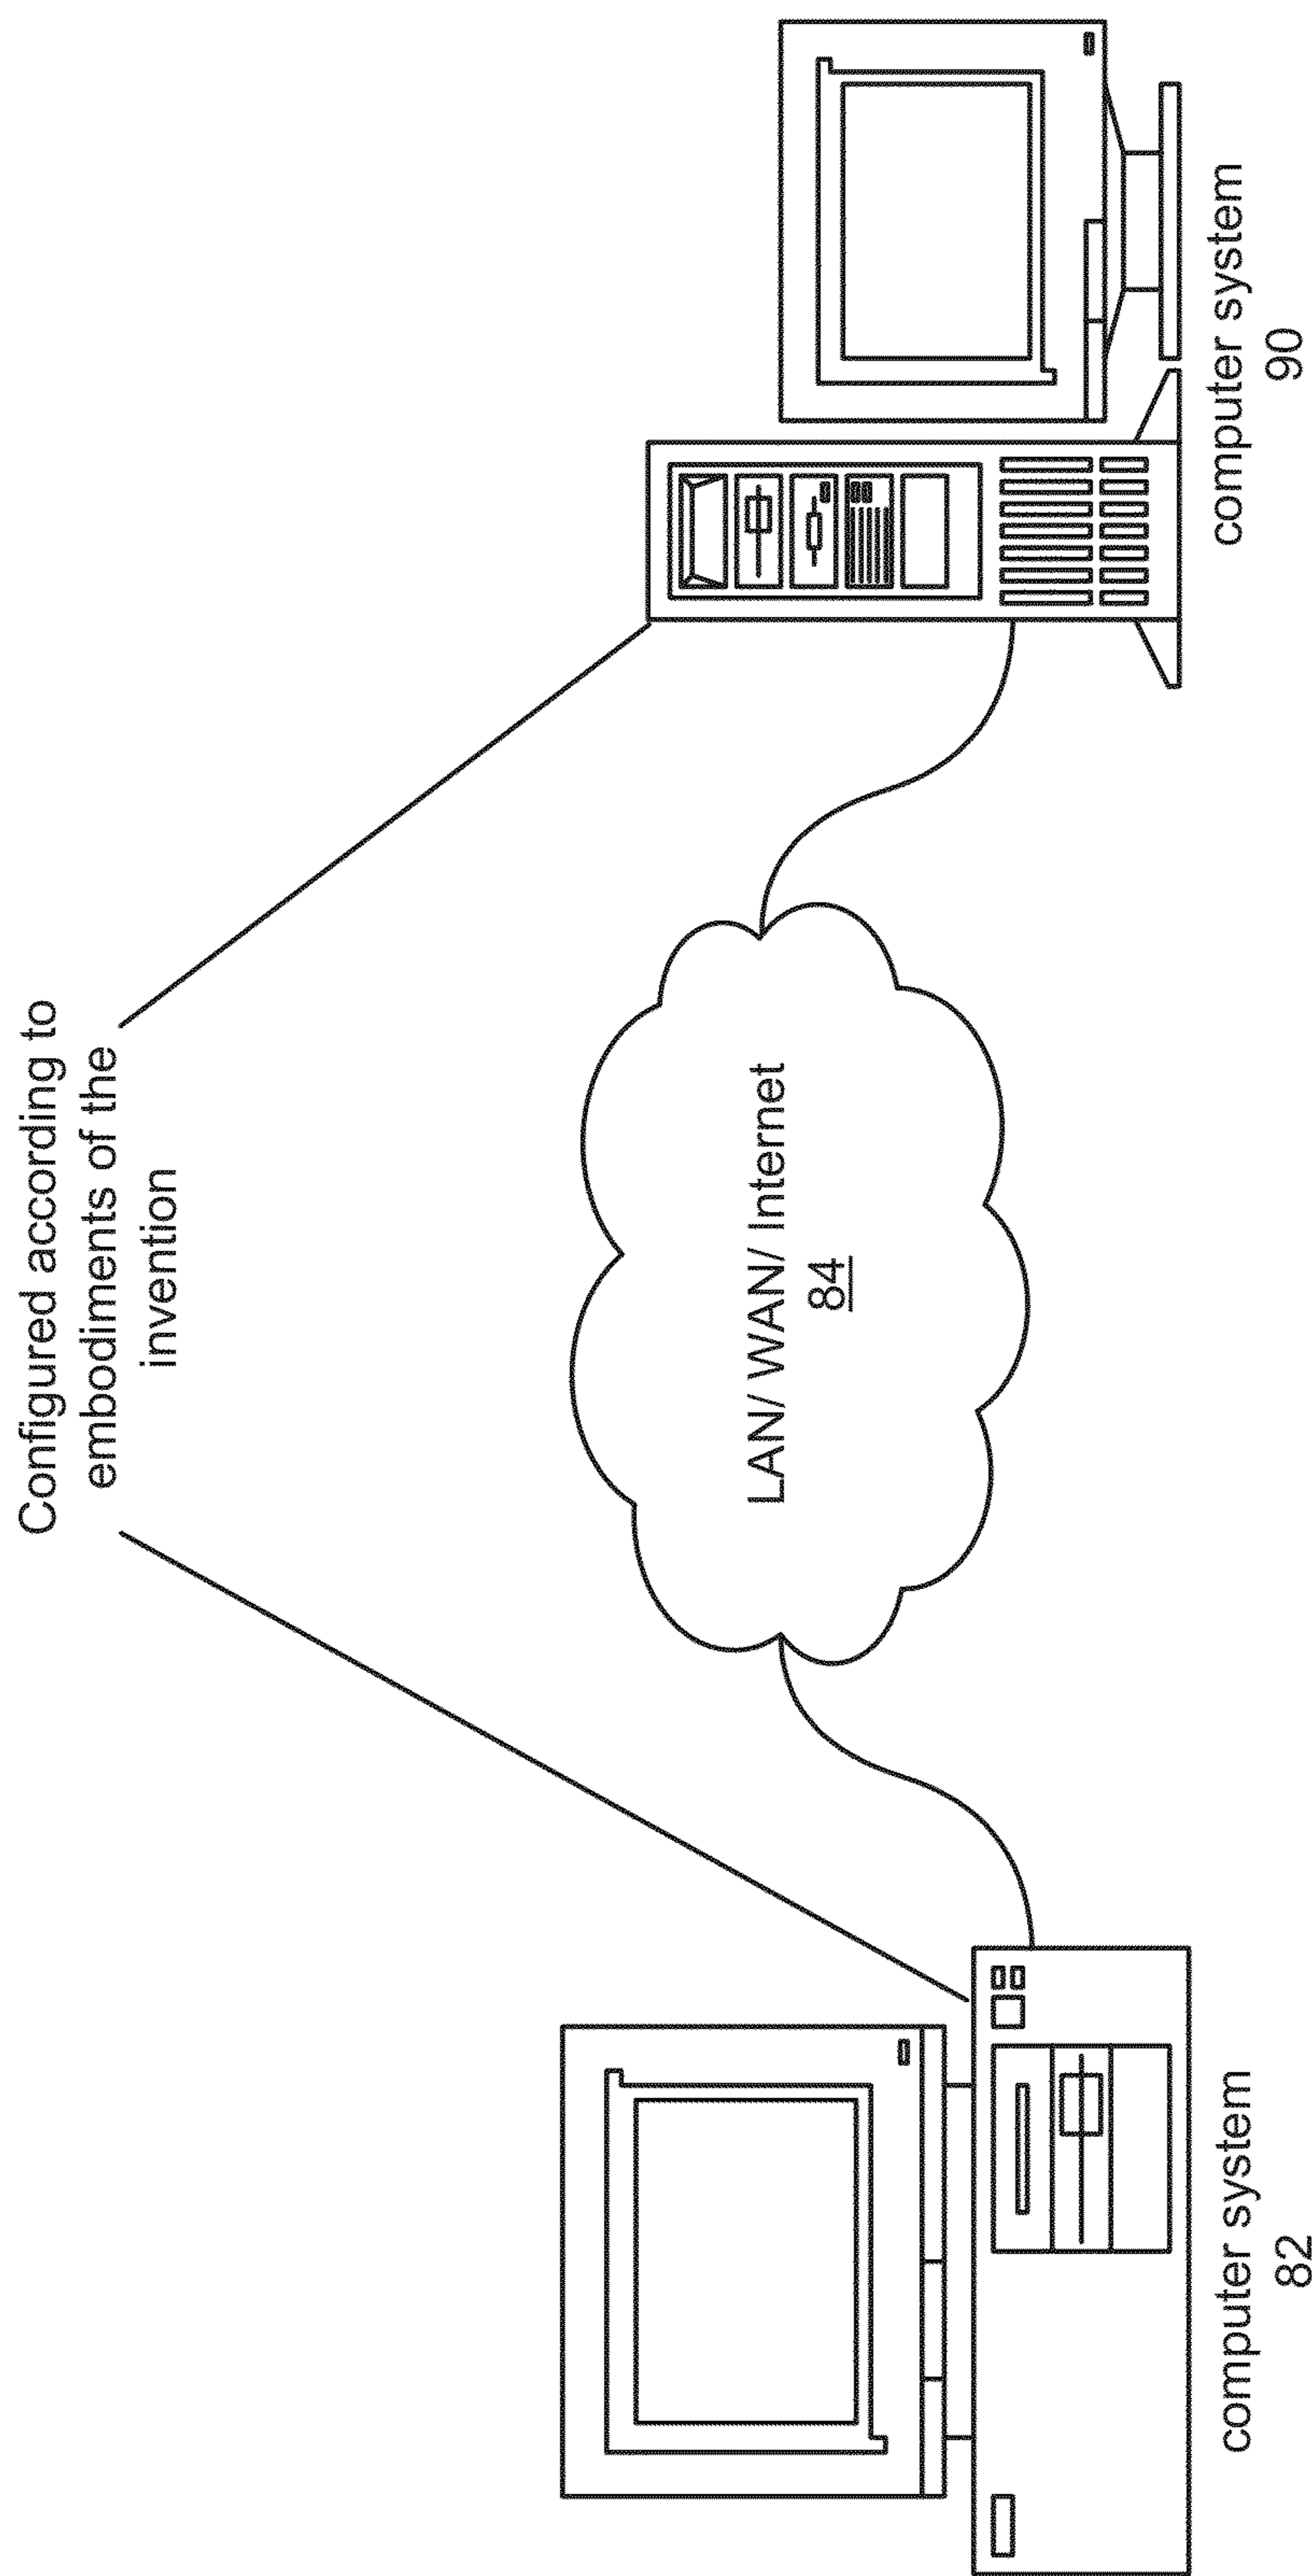 Configured according to
embodiments of the
invention
LAN/ WAN/ Internet
84
computer system
82
computer system
90